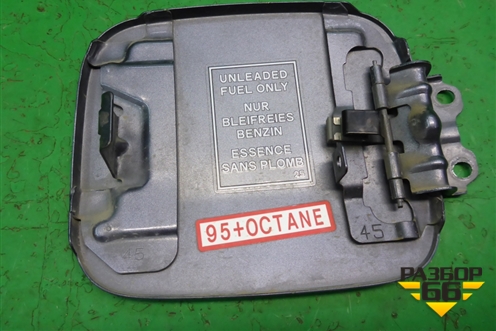 UNLEADED
FUEL ONLY
NUR
BLEIFREIES
BENZIN
ESSENCE
SANS PLOMB
95+OCTANE
45
РАЗБОР
66